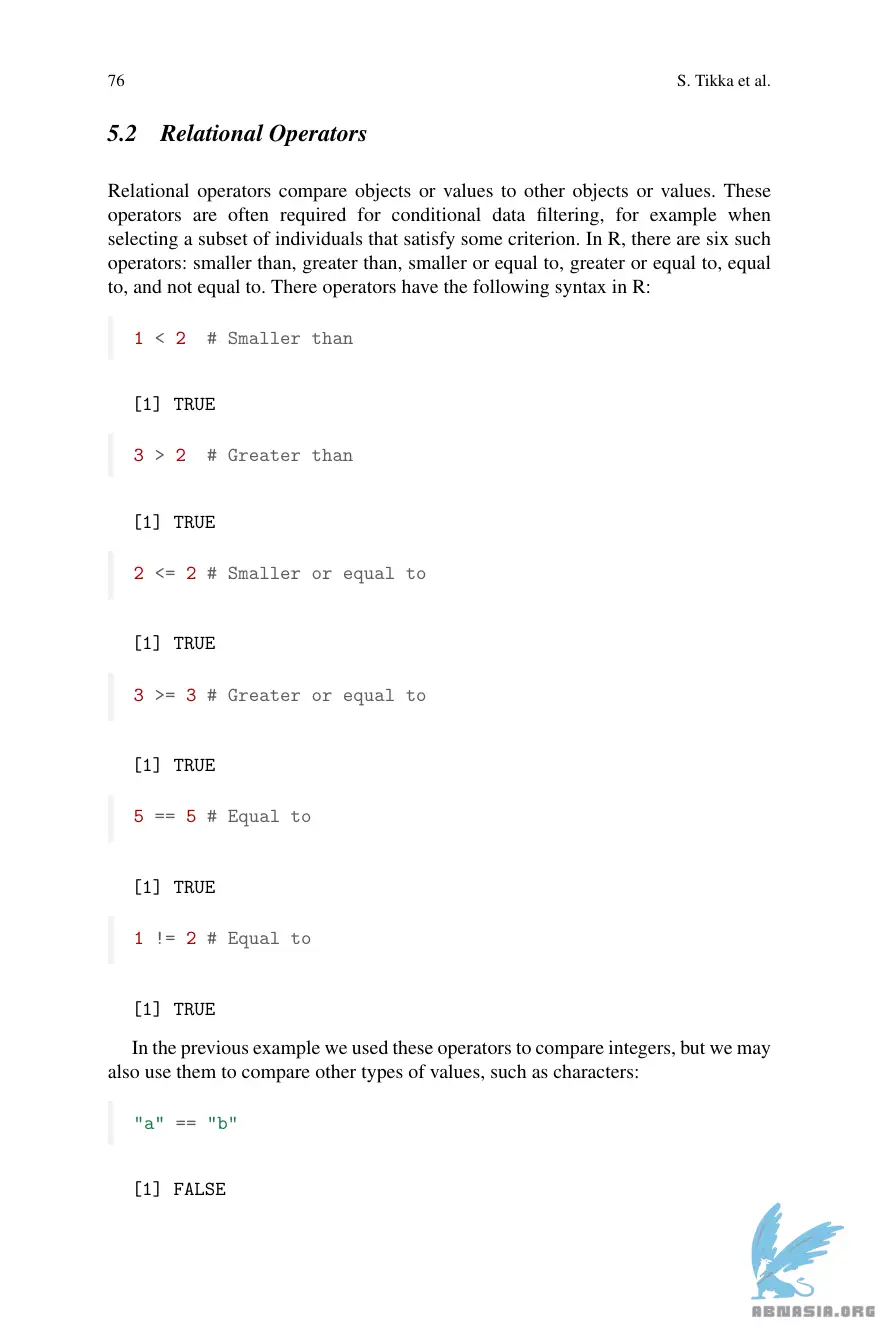 76 S. Tikka et al.
5.2 Relational Operators
Relational operators compare objects or values to other objects or values. These
operators are often required for conditional data filtering, for example when
selecting a subset of individuals that satisfy some criterion. In R, there are six such
operators: smaller than, greater than, smaller or equal to, greater or equal to, equal
to, and not equal to. There operators have the following syntax in R:
1 < 2 # Smaller than
[1] TRUE
3 > 2 # Greater than
[1] TRUE
2 <= 2 # Smaller or equal to
[1] TRUE
3 >= 3 # Greater or equal to
[1] TRUE
5 == 5 # Equal to
[1] TRUE
1 != 2 # Equal to
[1] TRUE
In the previous example we used these operators to compare integers, but we may
also use them to compare other types of values, such as characters:
"a" == "b"
[1] FALSE
ABNASIA.ORG